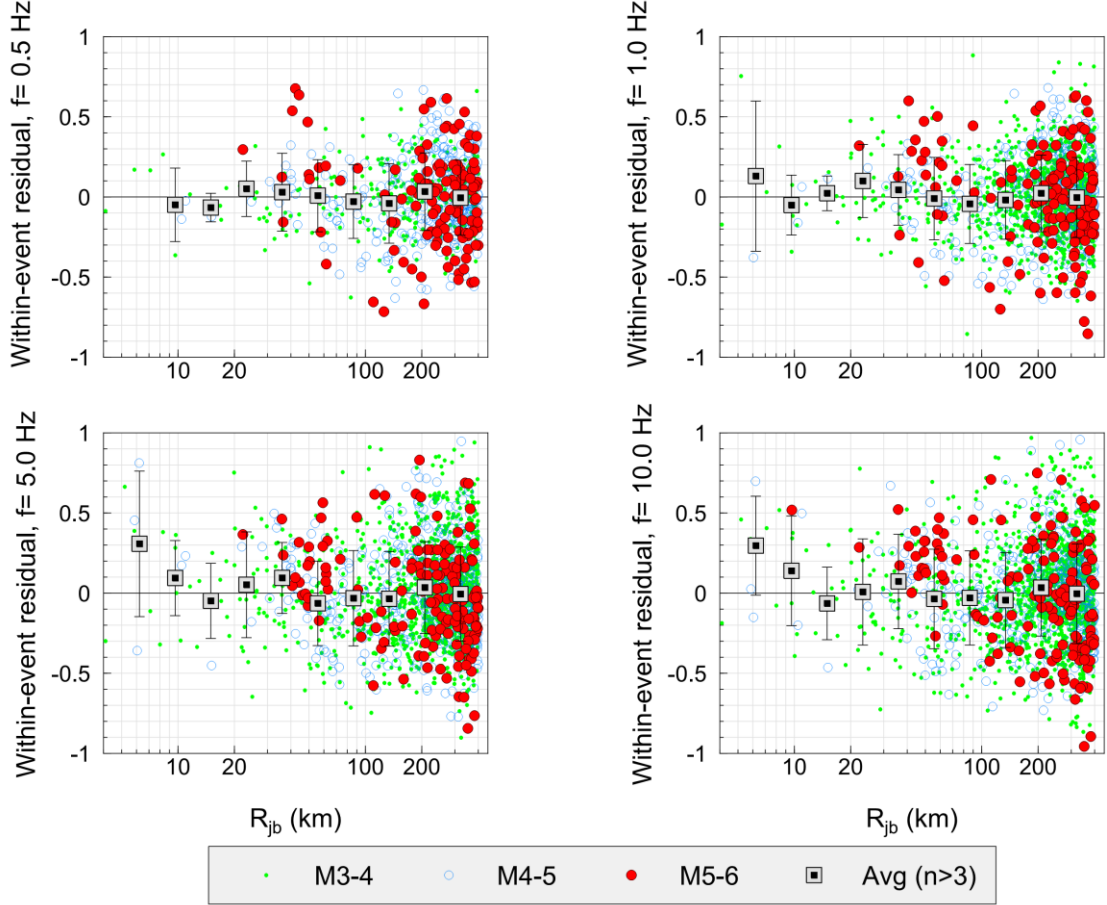 Within-event residual, f= 0.5 Hz
1
0.5
0
-0.5
-1
10 20 100 200
Within-event residual, f= 1.0 Hz
1
0.5
0
-0.5
-1
10 20 100 200
Within-event residual, f= 5.0 Hz
1
0.5
0
-0.5
-1
10 20 100 200
R_jb (km)
Within-event residual, f= 10.0 Hz
1
0.5
0
-0.5
-1
10 20 100 200
R_jb (km)
M3-4 M4-5 M5-6 Avg (n>3)